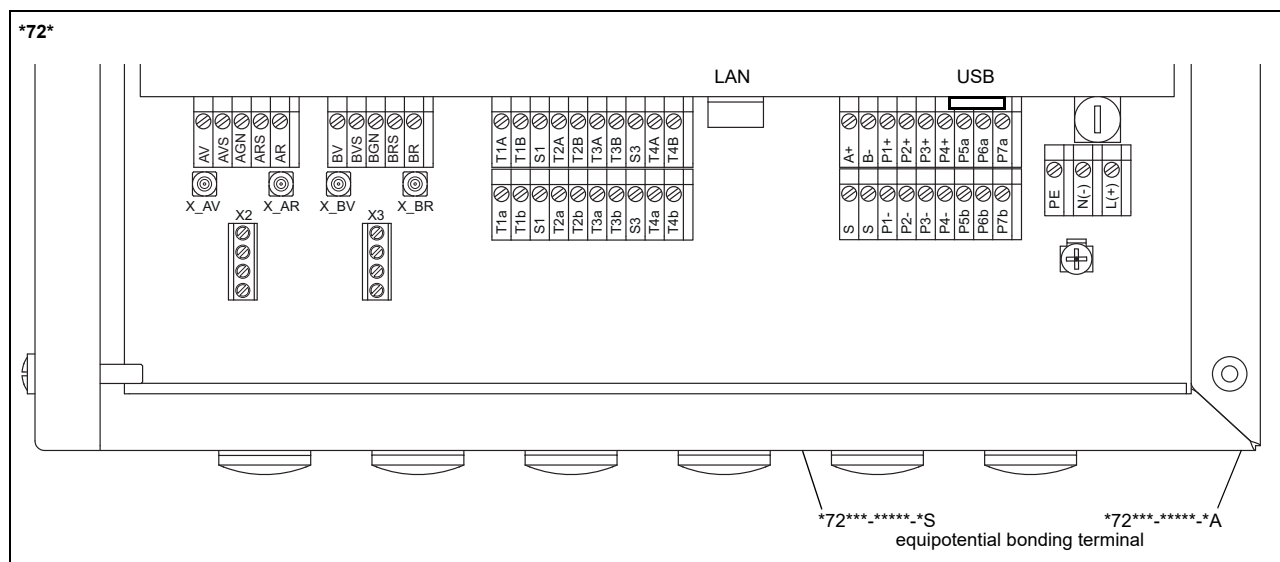 *72*
LAN USB
AV AVS AGN ARS AR BV BVS BGN BRS BR T1A T1B S1 T2A T2B T3A T3B S3 T4A T4B A+ B- P1+ P2+ P3+ P4+ P5a P6a P7a
PE N(-) L(+)
X_AV X_AR X_BV X_BR
T1a T1b S1 T2a T2b T3a T3b S3 T4a T4b S S P1- P2- P3- P4- P5b P6b P7b
X2 X3
*72***-*****-*S *72***-*****-*A
equipotential bonding terminal